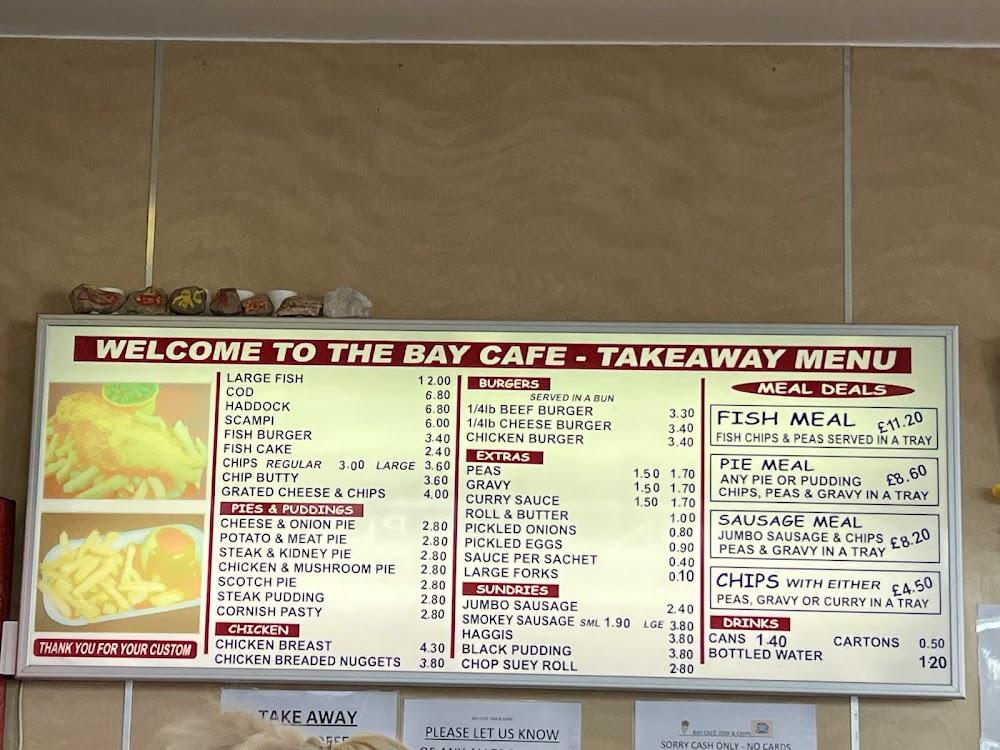 WELCOME TO THE BAY CAFE - TAKEAWAY MENU
THANK YOU FOR YOUR CUSTOM
LARGE FISH 12.00
COD 6.80
HADDOCK 6.80
SCAMPI 6.00
FISH BURGER 3.40
FISH CAKE 2.40
CHIPS REGULAR 3.00 LARGE 3.60
CHIP BUTTY 3.60
GRATED CHEESE & CHIPS 4.00
PIES & PUDDINGS
CHEESE & ONION PIE 2.80
POTATO & MEAT PIE 2.80
STEAK & KIDNEY PIE 2.80
CHICKEN & MUSHROOM PIE 2.80
SCOTCH PIE 2.80
STEAK PUDDING 2.80
CORNISH PASTY 2.80
CHICKEN
CHICKEN BREAST 4.30
CHICKEN BREADED NUGGETS 3.80
BURGERS
SERVED IN A BUN
1/4lb BEEF BURGER 3.30
1/4lb CHEESE BURGER 3.40
CHICKEN BURGER 3.40
EXTRAS
PEAS 1.50 1.70
GRAVY 1.50 1.70
CURRY SAUCE 1.50 1.70
ROLL & BUTTER 1.00
PICKLED ONIONS 0.80
PICKLED EGGS 0.90
SAUCE PER SACHET 0.40
LARGE FORKS 0.10
SUNDRIES
JUMBO SAUSAGE 2.40
SMOKEY SAUSAGE SML 1.90 LGE 3.80
HAGGIS 3.80
BLACK PUDDING 3.80
CHOP SUEY ROLL 2.80
MEAL DEALS
FISH MEAL £11.20
FISH CHIPS & PEAS SERVED IN A TRAY
PIE MEAL £8.60
ANY PIE OR PUDDING
CHIPS, PEAS & GRAVY IN A TRAY
SAUSAGE MEAL £8.20
JUMBO SAUSAGE & CHIPS
PEAS & GRAVY IN A TRAY
CHIPS WITH EITHER £4.50
PEAS, GRAVY OR CURRY IN A TRAY
DRINKS
CANS 1.40 CARTONS 0.50
BOTTLED WATER 1.20
TAKE AWAY
BAY CAFE FISH & CHIPS
PLEASE LET US KNOW
BAY CAFE FISH & CHIPS
SORRY CASH ONLY - NO CARDS